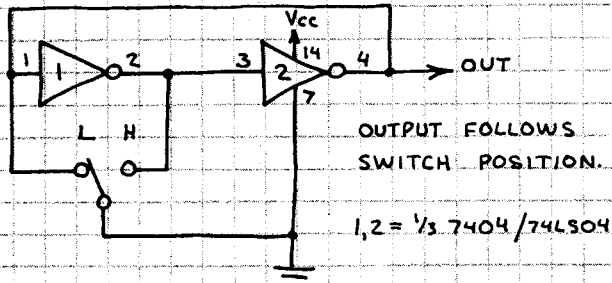 Vcc
14
1
1
2
3
2
4
OUT
7
L H
OUTPUT FOLLOWS
SWITCH POSITION.
1,2 = 1/3 7404/74LS04